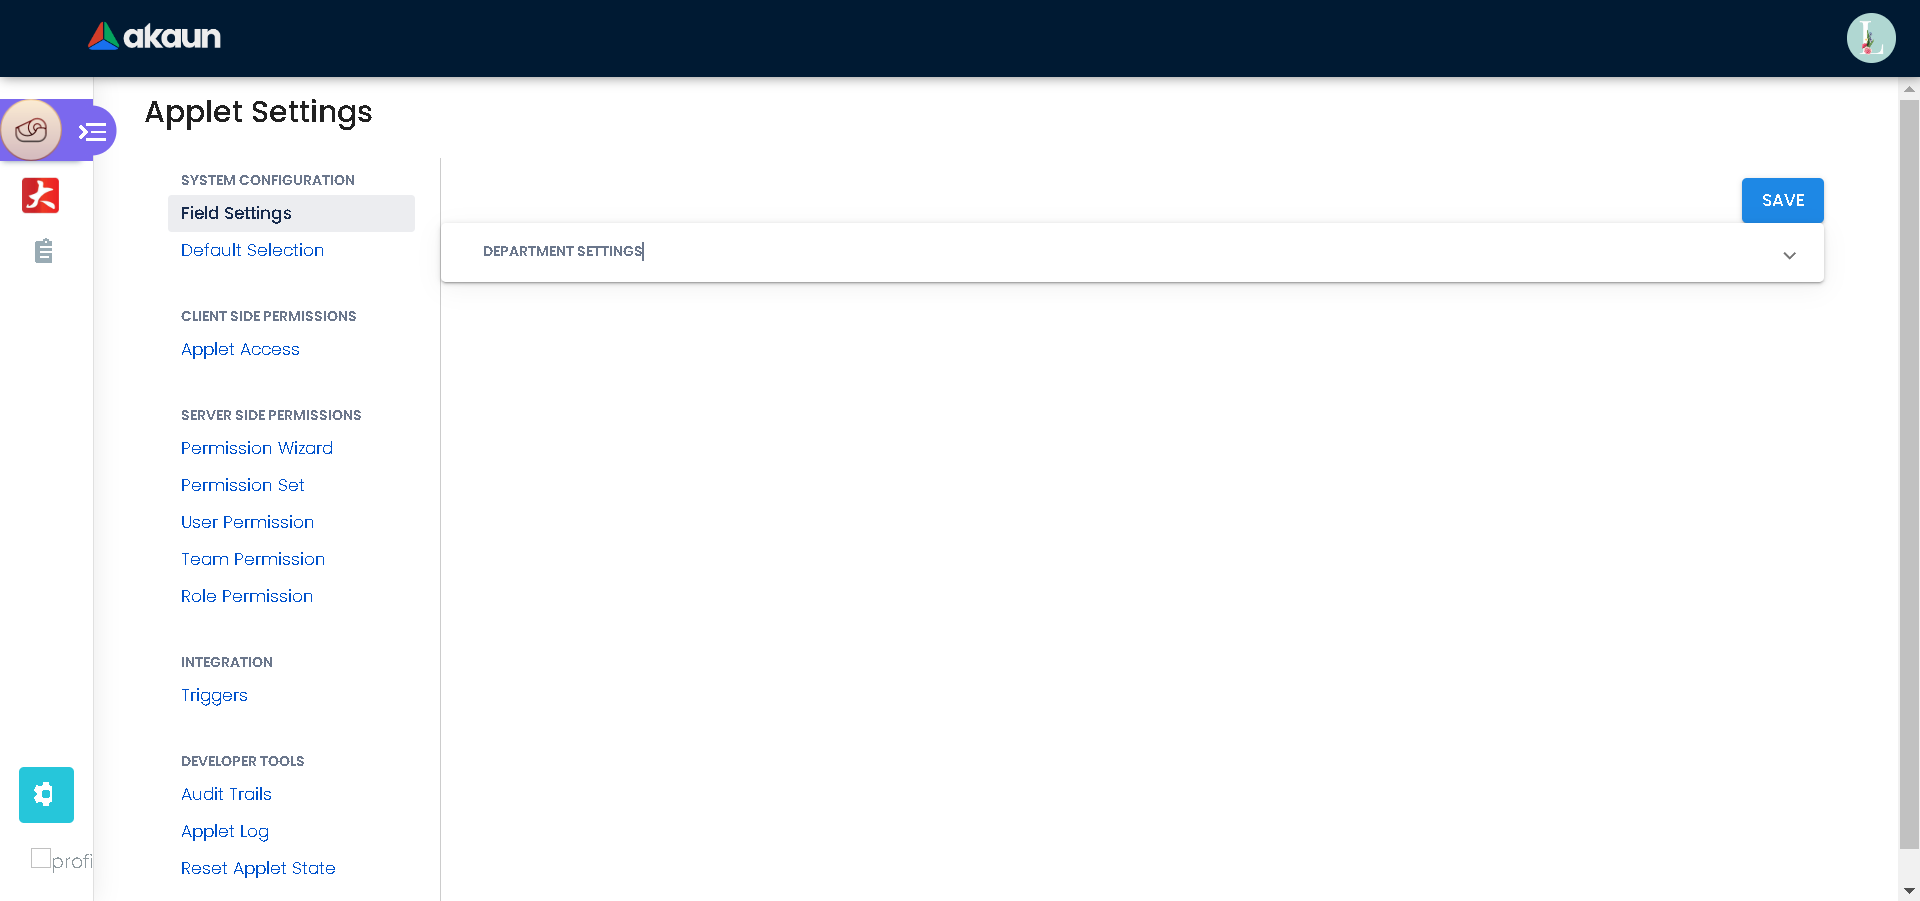 akaun
L
Applet Settings
SYSTEM CONFIGURATION
Field Settings
Default Selection
CLIENT SIDE PERMISSIONS
Applet Access
SERVER SIDE PERMISSIONS
Permission Wizard
Permission Set
User Permission
Team Permission
Role Permission
INTEGRATION
Triggers
DEVELOPER TOOLS
Audit Trails
Applet Log
Reset Applet State
SAVE
DEPARTMENT SETTINGS
profi